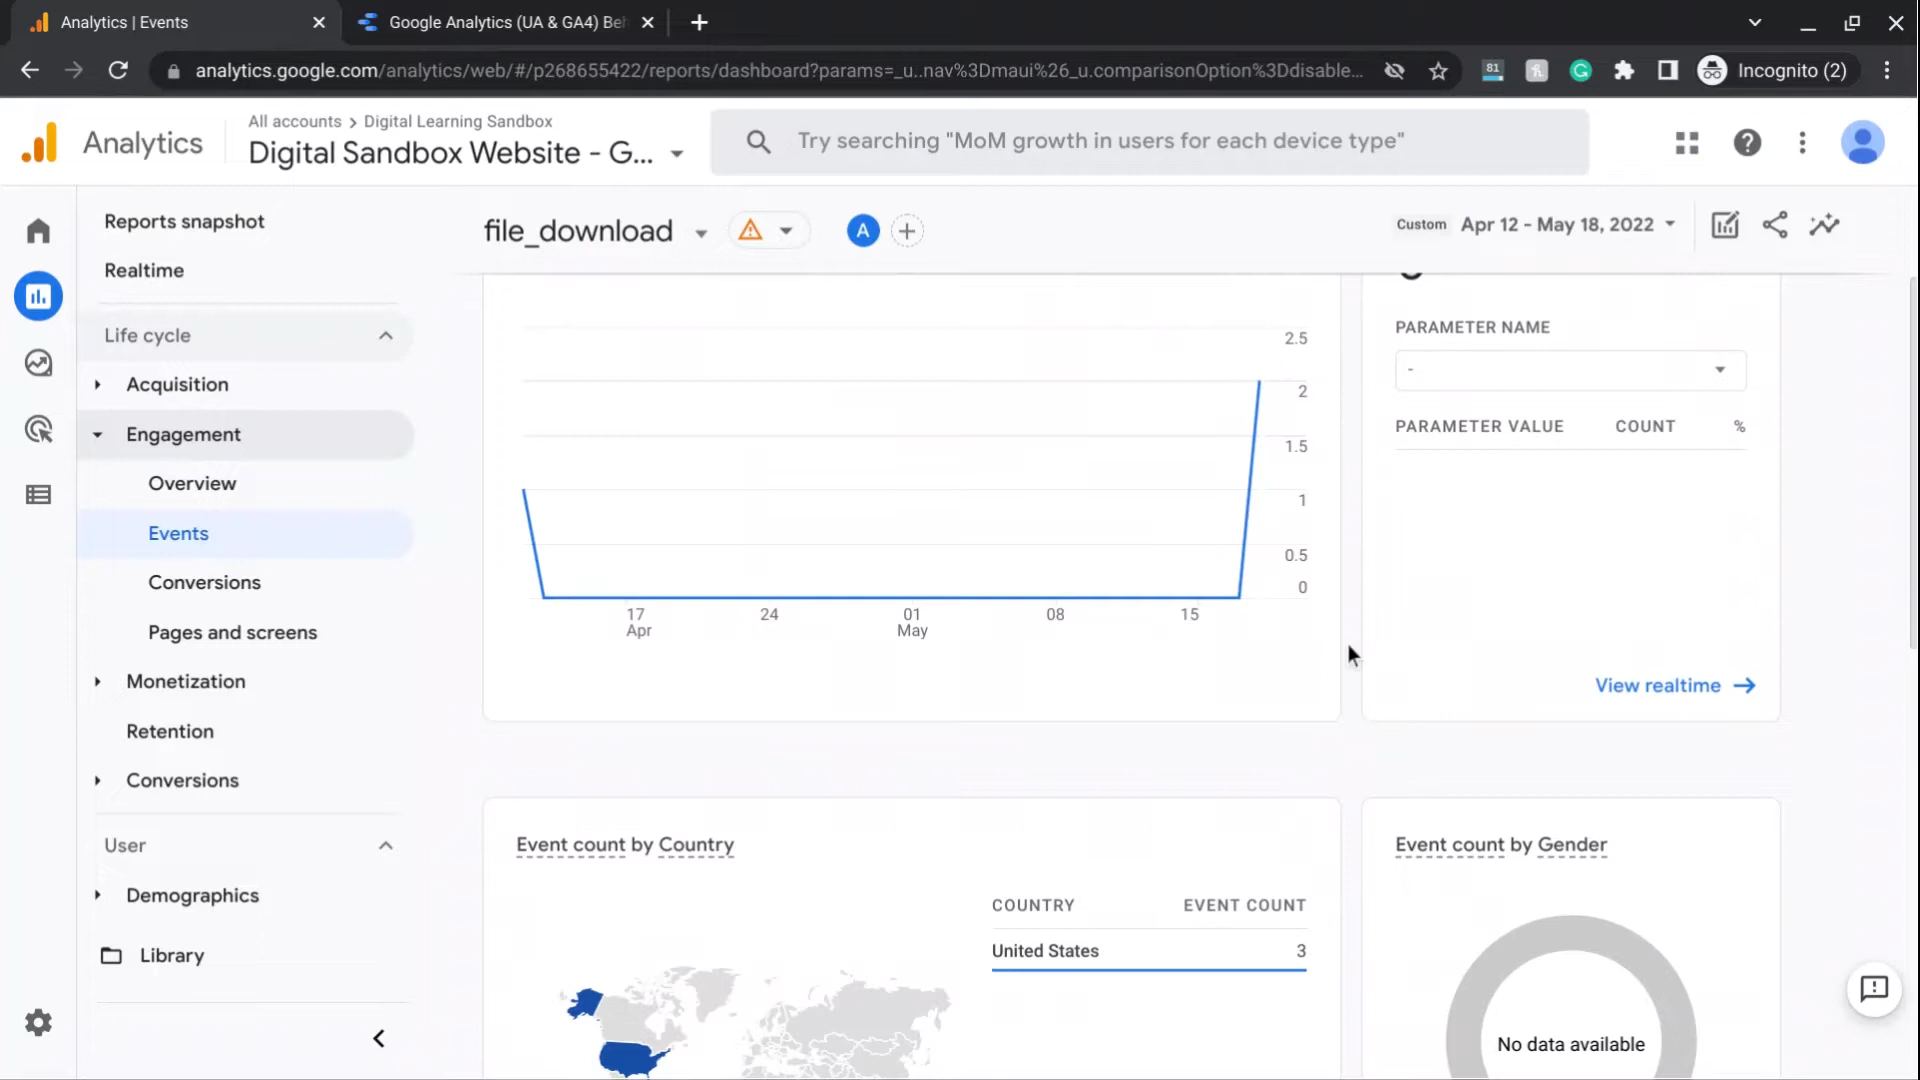 Analytics | Events
Google Analytics (UA & GA4) Beh
analytics.google.com/analytics/web/#/p268655422/reports/dashboard?params=_u..nav%3Dmaui%26_u.comparisonOption%3Ddisable...
81
Incognito (2)
Analytics
All accounts > Digital Learning Sandbox
Digital Sandbox Website - G...
Try searching "MoM growth in users for each device type"
Reports snapshot
Realtime
Life cycle
Acquisition
Engagement
Overview
Events
Conversions
Pages and screens
Monetization
Retention
Conversions
User
Demographics
Library
file_download
A
Custom Apr 12 - May 18, 2022
2.5
2
1.5
1
0.5
0
17 24 01 08 15
Apr May
PARAMETER NAME
-
PARAMETER VALUE COUNT %
View realtime
Event count by Country
COUNTRY EVENT COUNT
United States 3
Event count by Gender
No data available